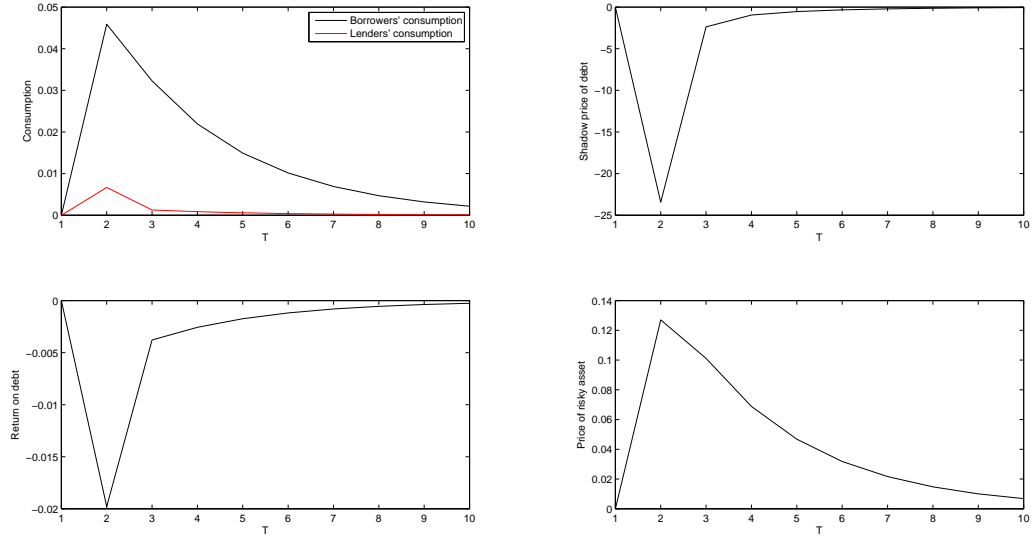 0.05
0.04
0.03
0.02
0.01
0
Consumption
Borrowers' consumption
Lenders' consumption
1 2 3 4 5 6 7 8 9 10
T
0
−5
−10
−15
−20
−25
Shadow price of debt
1 2 3 4 5 6 7 8 9 10
T
0
−0.005
−0.01
−0.015
−0.02
Return on debt
1 2 3 4 5 6 7 8 9 10
T
0.14
0.12
0.1
0.08
0.06
0.04
0.02
0
Price of risky asset
1 2 3 4 5 6 7 8 9 10
T